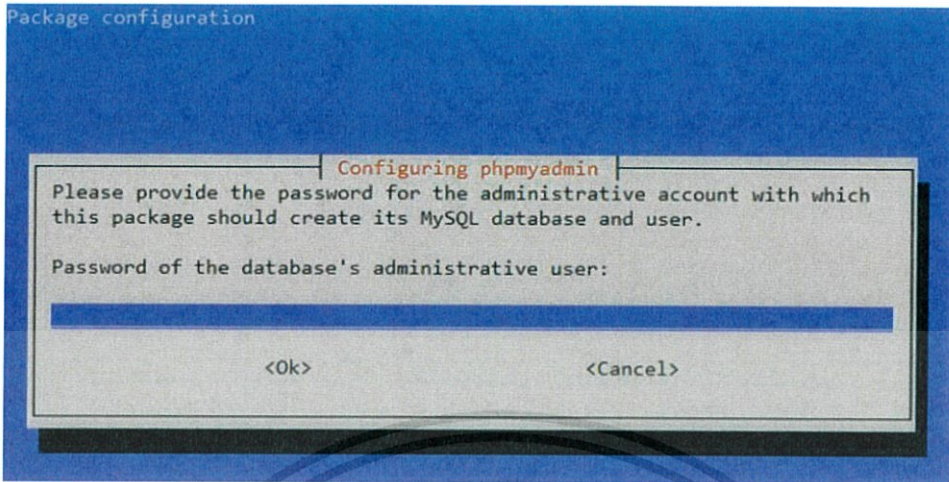 Package configuration
Configuring phpmyadmin
Please provide the password for the administrative account with which
this package should create its MySQL database and user.
Password of the database's administrative user:
<Ok> <Cancel>